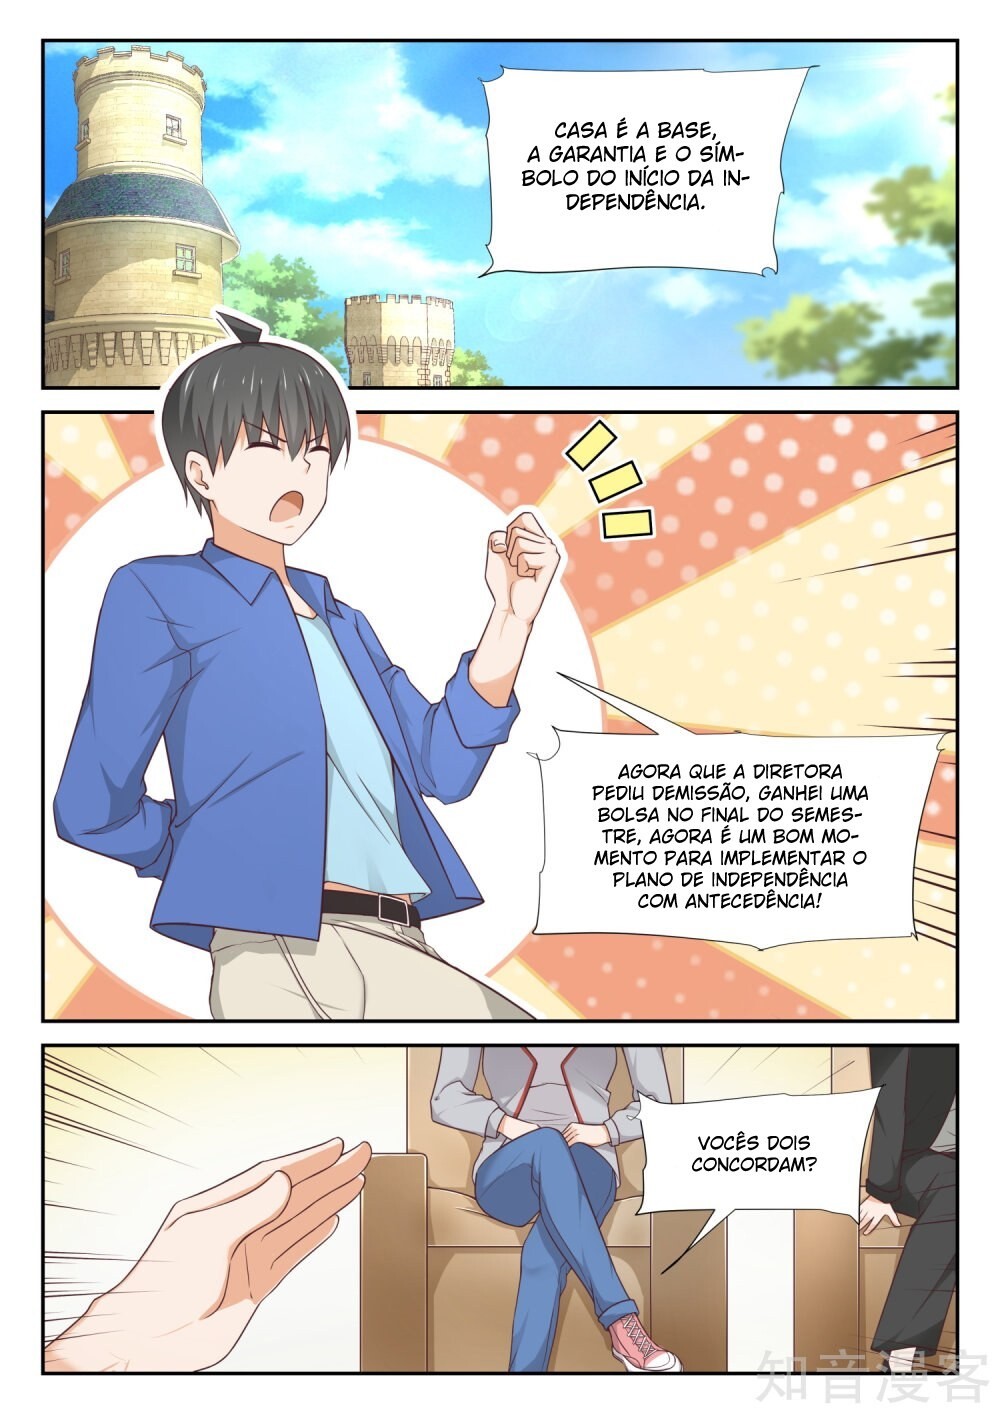 CASA É A BASE,
A GARANTIA E O SÍM-
BOLO DO INÍCIO DA IN-
DEPENDÊNCIA.
AGORA QUE A DIRETORA
PEDIU DEMISSÃO, GANHEI UMA
BOLSA NO FINAL DO SEMES-
TRE, AGORA É UM BOM MO-
MENTO PARA IMPLEMENTAR O
PLANO DE INDEPENDÊNCIA
COM ANTECEDÊNCIA!
VOCÊS DOIS
CONCORDAM?
知音漫客